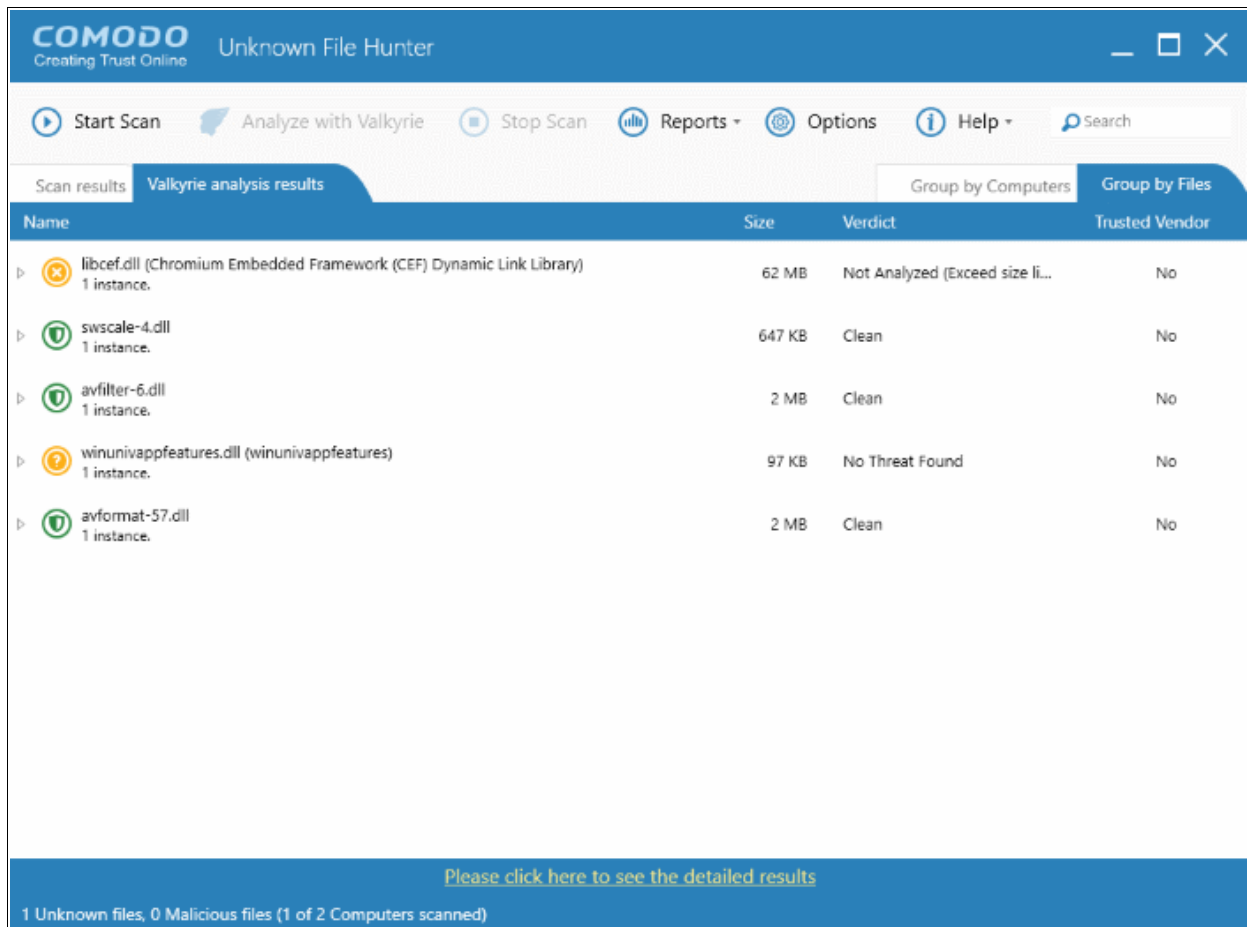 COMODO
Creating Trust Online
Unknown File Hunter
Start Scan
Analyze with Valkyrie
Stop Scan
Reports
Options
Help
Search
Scan results
Valkyrie analysis results
Group by Computers
Group by Files
Name
Size
Verdict
Trusted Vendor
libcef.dll (Chromium Embedded Framework (CEF) Dynamic Link Library)
1 instance.
62 MB
Not Analyzed (Exceed size li...
No
swscale-4.dll
1 instance.
647 KB
Clean
No
avfilter-6.dll
1 instance.
2 MB
Clean
No
winunivappfeatures.dll (winunivappfeatures)
1 instance.
97 KB
No Threat Found
No
avformat-57.dll
1 instance.
2 MB
Clean
No
Please click here to see the detailed results
1 Unknown files, 0 Malicious files (1 of 2 Computers scanned)